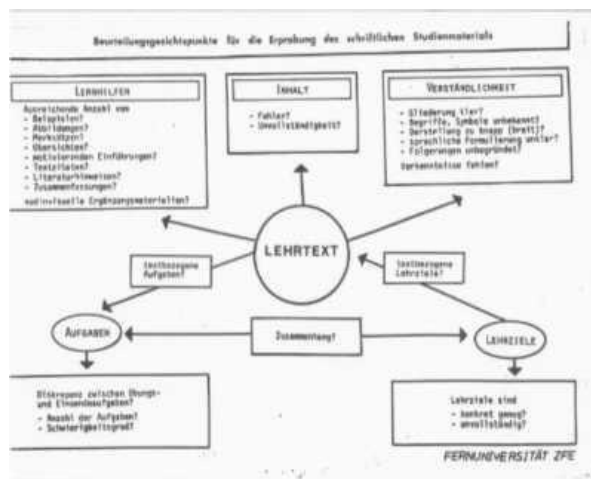 Beurteilungsgesichtspunkte für die Erprobung des schriftlichen Studienmaterials
LERNHILFEN
Ausreichende Anzahl von
- Beispielen?
- Abbildungen?
- Merksätzen?
- Übersichten?
- motivierenden Einführungen?
- Testitems?
- Literaturhinweisen?
- Zusammenfassungen?
audiovisuelle Ergänzungsmaterialien?
INHALT
- Fehler?
- Unvollständigkeit?
VERSTÄNDLICHKEIT
- Gliederung klar?
- Begriffe, Symbole unbekannt?
- Darstellung zu knapp (breit)?
- sprachliche Formulierung unklar?
- Folgerungen unbegründet?
Vorkenntnisse fehlen?
LEHRTEXT
textbezogene
Aufgaben?
textbezogene
Lehrziele?
AUFGABEN
Zusammenhang?
LEHRZIELE
Diskrepanz zwischen Übungs-
und Einsendeaufgaben?
- Anzahl der Aufgaben?
- Schwierigkeitsgrad?
Lehrziele sind
- konkret genug?
- unvollständig?
FERNUNIVERSITÄT ZFE